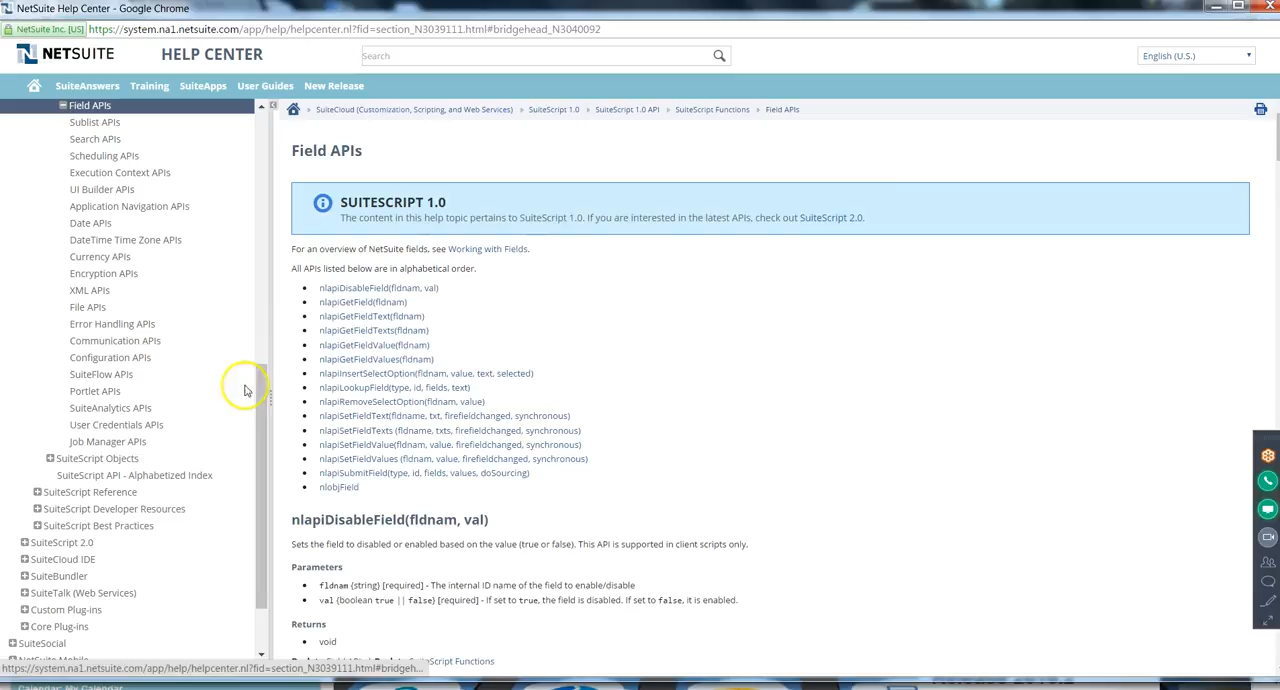 NetSuite Help Center - Google Chrome
NetSuite Inc. [US] https://system.na1.netsuite.com/app/help/helpcenter.nl?fid=section_N3039111.html#bridgehead_N3040092
NETSUITE HELP CENTER Search English (U.S.)
SuiteAnswers Training SuiteApps User Guides New Release
Field APIs
Sublist APIs
Search APIs
Scheduling APIs
Execution Context APIs
UI Builder APIs
Application Navigation APIs
Date APIs
DateTime Time Zone APIs
Currency APIs
Encryption APIs
XML APIs
File APIs
Error Handling APIs
Communication APIs
Configuration APIs
SuiteFlow APIs
Portlet APIs
SuiteAnalytics APIs
User Credentials APIs
Job Manager APIs
SuiteScript Objects
SuiteScript API - Alphabetized Index
SuiteScript Reference
SuiteScript Developer Resources
SuiteScript Best Practices
SuiteScript 2.0
SuiteCloud IDE
SuiteBundler
SuiteTalk (Web Services)
Custom Plug-ins
Core Plug-ins
SuiteSocial
NetSuite Mobile
SuiteCloud (Customization, Scripting, and Web Services) » SuiteScript 1.0 » SuiteScript 1.0 API » SuiteScript Functions » Field APIs
Field APIs
SUITESCRIPT 1.0
The content in this help topic pertains to SuiteScript 1.0. If you are interested in the latest APIs, check out SuiteScript 2.0.
For an overview of NetSuite fields, see Working with Fields.
All APIs listed below are in alphabetical order.
• nlapiDisableField(fldnam, val)
• nlapiGetField(fldnam)
• nlapiGetFieldText(fldnam)
• nlapiGetFieldTexts(fldnam)
• nlapiGetFieldValue(fldnam)
• nlapiGetFieldValues(fldnam)
• nlapiInsertSelectOption(fldnam, value, text, selected)
• nlapiLookupField(type, id, fields, text)
• nlapiRemoveSelectOption(fldnam, value)
• nlapiSetFieldText(fldname, txt, firefieldchanged, synchronous)
• nlapiSetFieldTexts (fldname, txts, firefieldchanged, synchronous)
• nlapiSetFieldValue(fldnam, value, firefieldchanged, synchronous)
• nlapiSetFieldValues (fldnam, value, firefieldchanged, synchronous)
• nlapiSubmitField(type, id, fields, values, doSourcing)
• nlobjField
nlapiDisableField(fldnam, val)
Sets the field to disabled or enabled based on the value (true or false). This API is supported in client scripts only.
Parameters
• fldnam {string} [required] - The internal ID name of the field to enable/disable
• val {boolean true || false} [required] - If set to true, the field is disabled. If set to false, it is enabled.
Returns
• void
SuiteScript Functions
https://system.na1.netsuite.com/app/help/helpcenter.nl?fid=section_N3039111.html#bridgeh...
Calendar: My Calendar